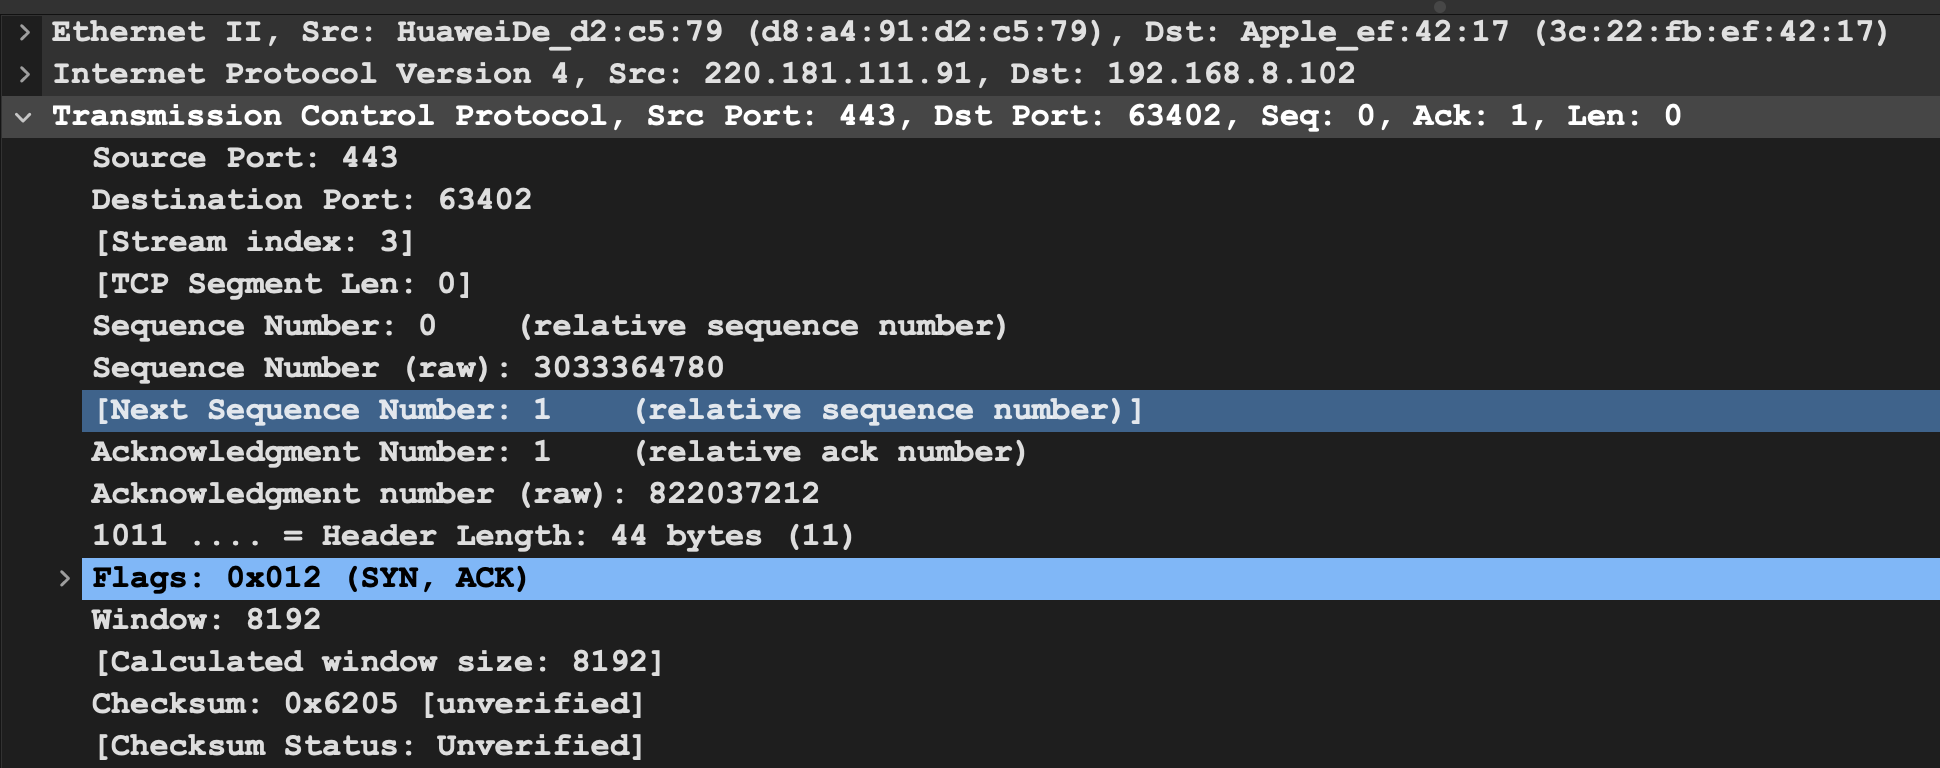 Ethernet II, Src: HuaweiDe_d2:c5:79 (d8:a4:91:d2:c5:79), Dst: Apple_ef:42:17 (3c:22:fb:ef:42:17)
Internet Protocol Version 4, Src: 220.181.111.91, Dst: 192.168.8.102
Transmission Control Protocol, Src Port: 443, Dst Port: 63402, Seq: 0, Ack: 1, Len: 0
Source Port: 443
Destination Port: 63402
[Stream index: 3]
[TCP Segment Len: 0]
Sequence Number: 0    (relative sequence number)
Sequence Number (raw): 3033364780
[Next Sequence Number: 1    (relative sequence number)]
Acknowledgment Number: 1    (relative ack number)
Acknowledgment number (raw): 822037212
1011 .... = Header Length: 44 bytes (11)
Flags: 0x012 (SYN, ACK)
Window: 8192
[Calculated window size: 8192]
Checksum: 0x6205 [unverified]
[Checksum Status: Unverified]